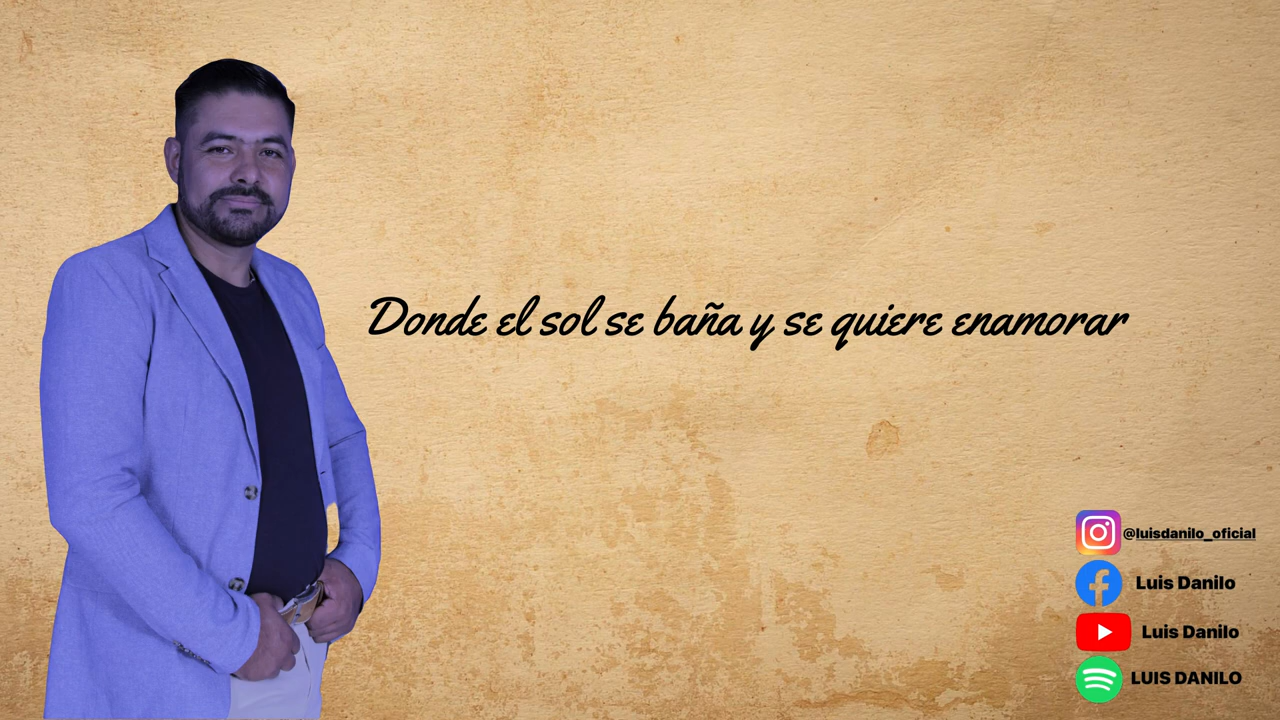 Donde el sol se baña y se quiere enamorar
@luisdanilo_oficial
Luis Danilo
Luis Danilo
LUIS DANILO